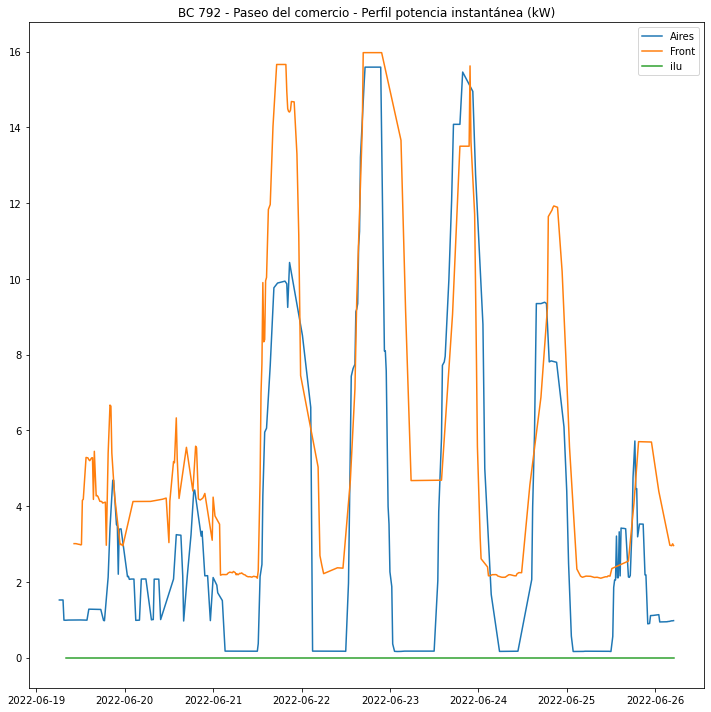 BC 792 - Paseo del comercio - Perfil potencia instantánea (kW)
Aires
Front
ilu
16
14
12
10
8
6
4
2
0
2022-06-19 2022-06-20 2022-06-21 2022-06-22 2022-06-23 2022-06-24 2022-06-25 2022-06-26